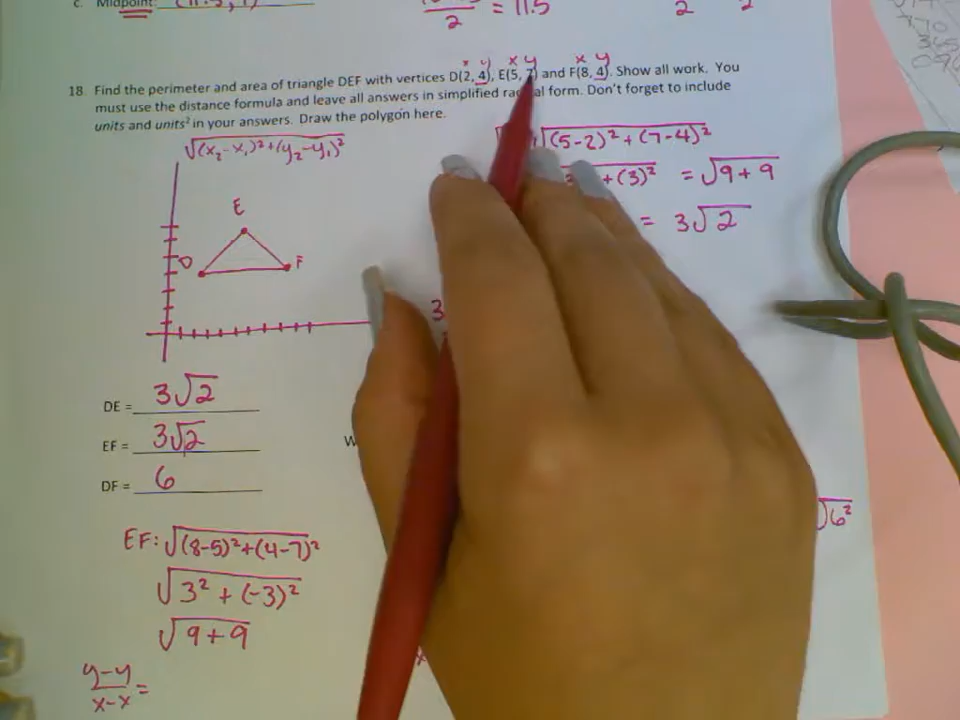 c. Midpoint:
2
= 11.5
2
2
x y x y x y
18. Find the perimeter and area of triangle DEF with vertices D(2, 4), E(5, 7) and F(8, 4). Show all work. You
must use the distance formula and leave all answers in simplified form. Don't forget to include
units and units² in your answers. Draw the polygon here.
√(x₂-x₁)²+(y₂-y₁)²
√(5-2)²+(7-4)²
+(3)² = √9+9
= 3√2
E
D
F
3
DE = 3√2
EF = 3√2
DF = 6
√6²
EF: √(8-5)²+(4-7)²
√3²+(-3)²
√9+9
y-y
x-x =